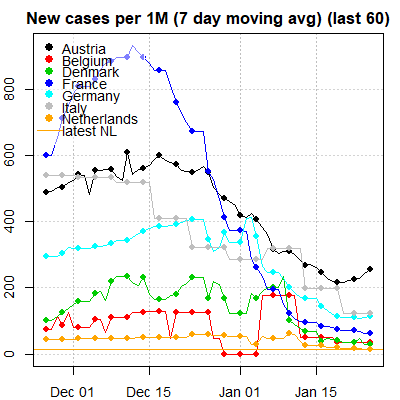 New cases per 1M (7 day moving avg) (last 60)
Austria
Belgium
Denmark
France
Germany
Italy
Netherlands
latest NL
800
600
400
200
0
Dec 01 Dec 15 Jan 01 Jan 15